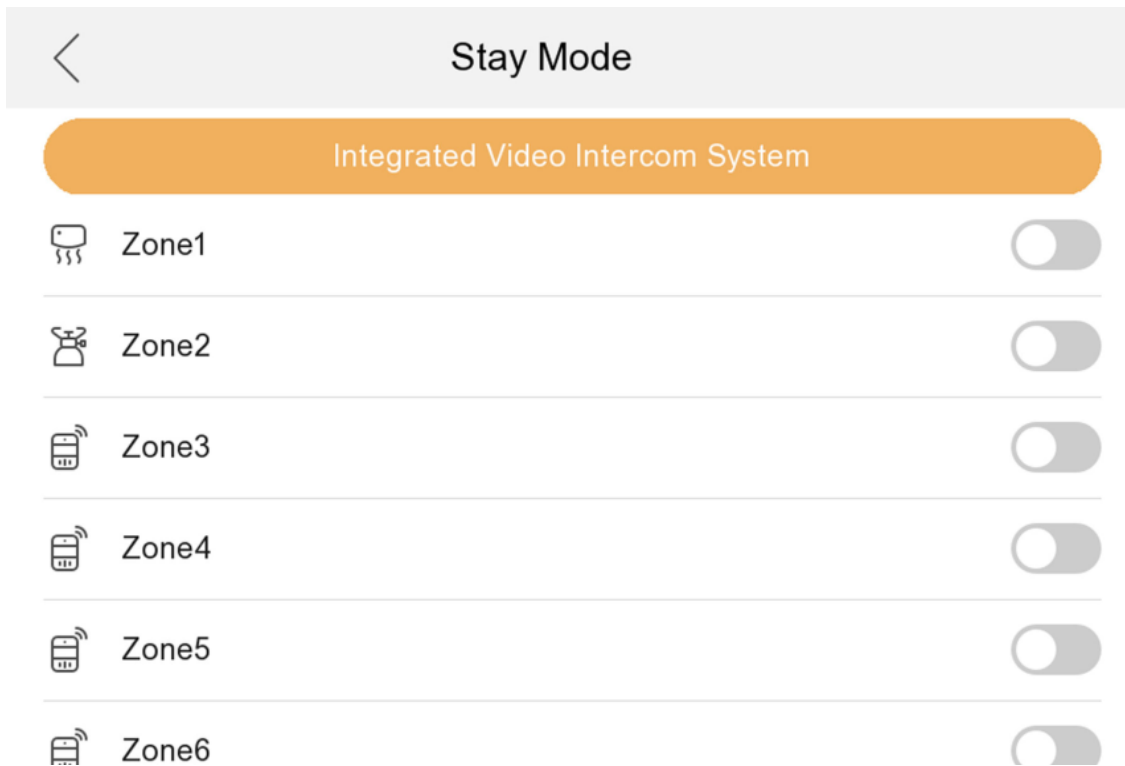 Stay Mode
Integrated Video Intercom System
Zone1
Zone2
Zone3
Zone4
Zone5
Zone6